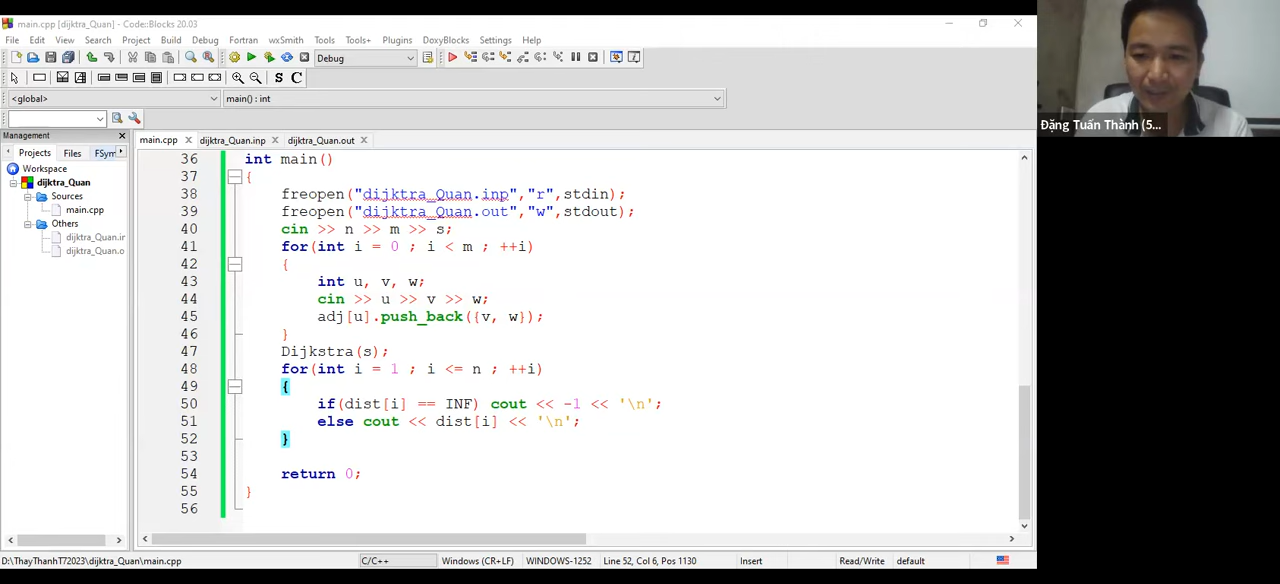 main.cpp [dijktra_Quan] - Code::Blocks 20.03
File Edit View Search Project Build Debug Fortran wxSmith Tools Tools+ Plugins DoxyBlocks Settings Help
Debug
S C
<global> main() : int
Management
Projects Files FSym
main.cpp dijktra_Quan.inp dijktra_Quan.out
Workspace
dijktra_Quan
Sources
main.cpp
Others
dijktra_Quan.in
dijktra_Quan.o
36 int main()
37 {
38 freopen("dijktra_Quan.inp","r",stdin);
39 freopen("dijktra_Quan.out","w",stdout);
40 cin >> n >> m >> s;
41 for(int i = 0 ; i < m ; ++i)
42 {
43 int u, v, w;
44 cin >> u >> v >> w;
45 adj[u].push_back({v, w});
46 }
47 Dijkstra(s);
48 for(int i = 1 ; i <= n ; ++i)
49 {
50 if(dist[i] == INF) cout << -1 << '\n';
51 else cout << dist[i] << '\n';
52 }
53
54 return 0;
55 }
56
D:\ThayThanhT72023\dijktra_Quan\main.cpp C/C++ Windows (CR+LF) WINDOWS-1252 Line 52, Col 6, Pos 1130 Insert Read/Write default
Đặng Tuấn Thành (5...